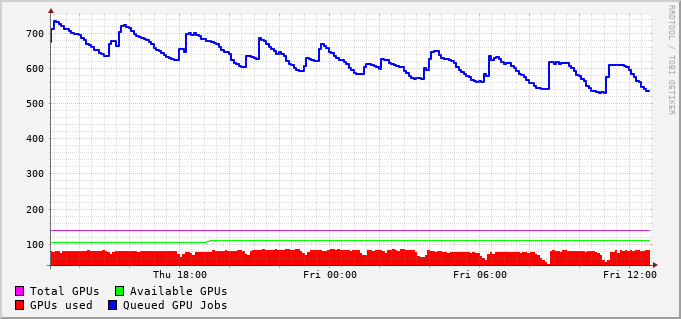 700
600
500
400
300
200
100
Thu 18:00 Fri 00:00 Fri 06:00 Fri 12:00
Total GPUs Available GPUs
GPUs used Queued GPU Jobs
RRDTOOL / TOBI OETIKER